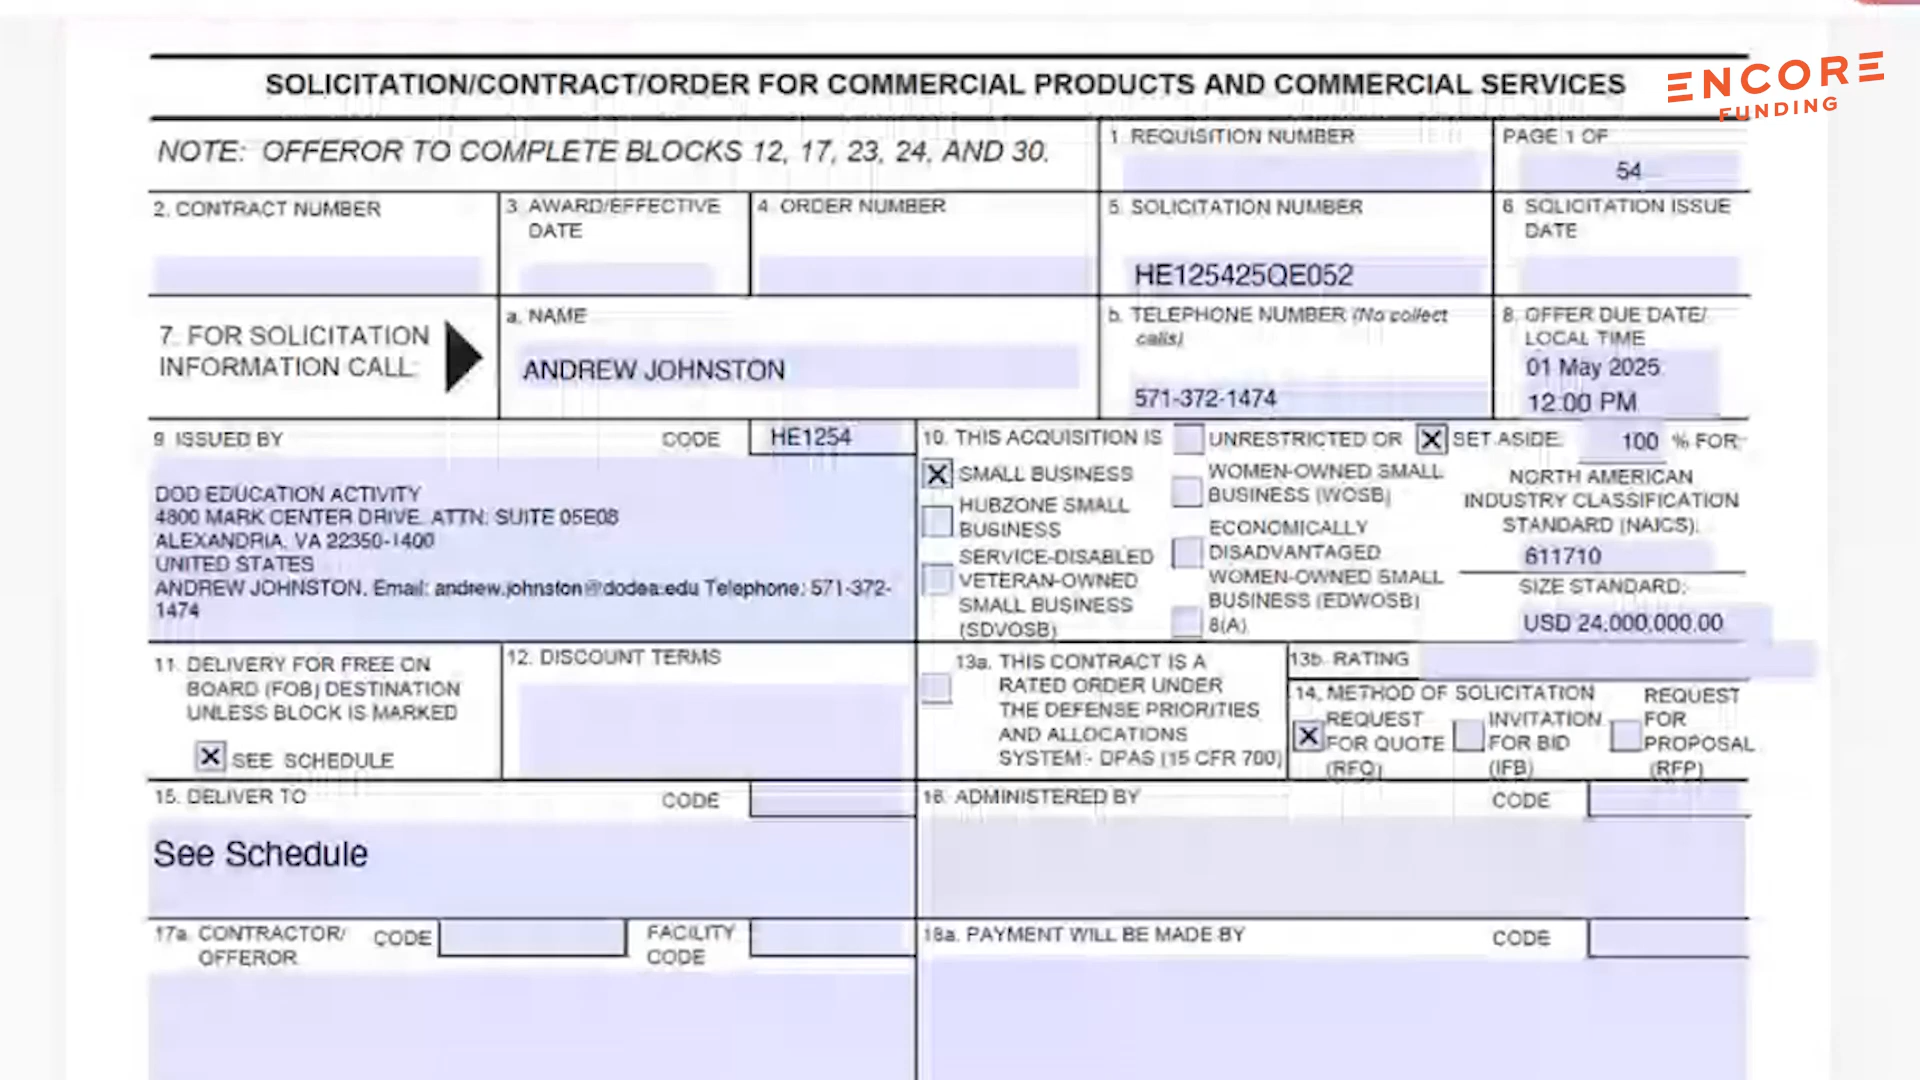 SOLICITATION/CONTRACT/ORDER FOR COMMERCIAL PRODUCTS AND COMMERCIAL SERVICES
ENCORE
FUNDING
NOTE: OFFEROR TO COMPLETE BLOCKS 12, 17, 23, 24, AND 30.
1. REQUISITION NUMBER
PAGE 1 OF
54
2. CONTRACT NUMBER
3. AWARD/EFFECTIVE
DATE
4. ORDER NUMBER
5. SOLICITATION NUMBER
HE125425QE052
6. SOLICITATION ISSUE
DATE
7. FOR SOLICITATION
INFORMATION CALL:
a. NAME
ANDREW JOHNSTON
b. TELEPHONE NUMBER (No collect
calls)
571-372-1474
8. OFFER DUE DATE/
LOCAL TIME
01 May 2025
12:00 PM
9. ISSUED BY
CODE
HE1254
DOD EDUCATION ACTIVITY
4800 MARK CENTER DRIVE, ATTN: SUITE 05E08
ALEXANDRIA, VA 22350-1400
UNITED STATES
ANDREW JOHNSTON, Email: andrew.johnston@dodea.edu Telephone: 571-372-
1474
10. THIS ACQUISITION IS
UNRESTRICTED OR
X SET ASIDE:
100 % FOR:
X SMALL BUSINESS
HUBZONE SMALL
BUSINESS
SERVICE-DISABLED
VETERAN-OWNED
SMALL BUSINESS
(SDVOSB)
WOMEN-OWNED SMALL
BUSINESS (WOSB)
ECONOMICALLY
DISADVANTAGED
WOMEN-OWNED SMALL
BUSINESS (EDWOSB)
8(A)
NORTH AMERICAN
INDUSTRY CLASSIFICATION
STANDARD (NAICS):
611710
SIZE STANDARD:
USD 24,000,000.00
11. DELIVERY FOR FREE ON
BOARD (FOB) DESTINATION
UNLESS BLOCK IS MARKED
X SEE SCHEDULE
12. DISCOUNT TERMS
13a. THIS CONTRACT IS A
RATED ORDER UNDER
THE DEFENSE PRIORITIES
AND ALLOCATIONS
SYSTEM - DPAS (15 CFR 700)
13b. RATING
14. METHOD OF SOLICITATION
X REQUEST
FOR QUOTE
(RFQ)
INVITATION
FOR BID
(IFB)
REQUEST
FOR
PROPOSAL
(RFP)
15. DELIVER TO
CODE
See Schedule
16. ADMINISTERED BY
CODE
17a. CONTRACTOR/
OFFEROR
CODE
FACILITY
CODE
18a. PAYMENT WILL BE MADE BY
CODE